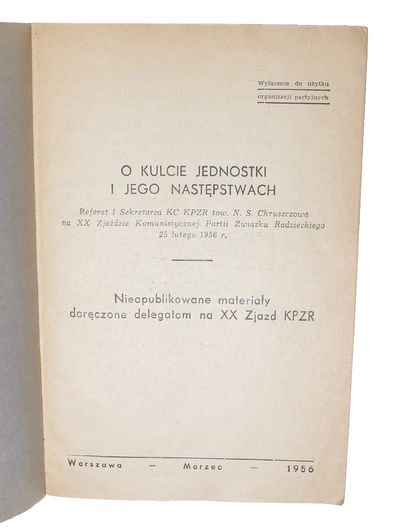 Wyłącznie do użytku
organizacji partyjnych
O KULCIE JEDNOSTKI
I JEGO NASTĘPSTWACH
Referat I Sekretarza KC KPZR tow. N. S. Chruszczowa
na XX Zjeździe Komunistycznej Partii Związku Radzieckiego
25 lutego 1956 r.
Nieopublikowane materiały
doręczone delegatom na XX Zjazd KPZR
Warszawa — Marzec — 1956